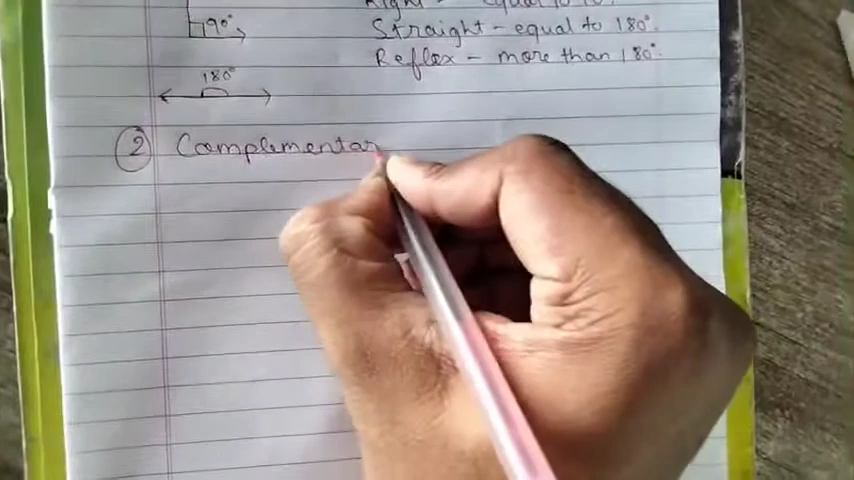 90°
Straight - equal to 180°.
Reflex - more than 180°.
180°
② Complementar